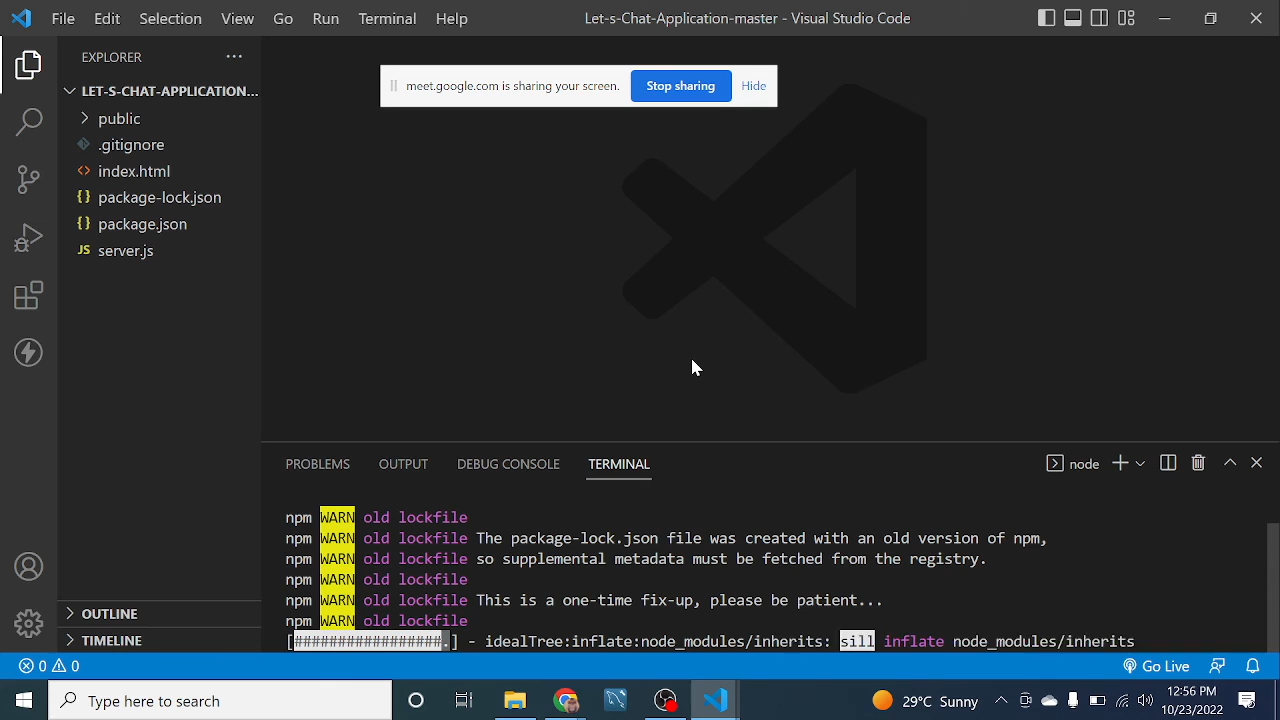 File Edit Selection View Go Run Terminal Help Let-s-Chat-Application-master - Visual Studio Code
EXPLORER
LET-S-CHAT-APPLICATION...
public
.gitignore
index.html
package-lock.json
package.json
JS server.js
OUTLINE
TIMELINE
meet.google.com is sharing your screen. Stop sharing Hide
PROBLEMS OUTPUT DEBUG CONSOLE TERMINAL node
npm WARN old lockfile
npm WARN old lockfile The package-lock.json file was created with an old version of npm,
npm WARN old lockfile so supplemental metadata must be fetched from the registry.
npm WARN old lockfile
npm WARN old lockfile This is a one-time fix-up, please be patient...
npm WARN old lockfile
[#################.] - idealTree:inflate:node_modules/inherits: sill inflate node_modules/inherits
0 0 Go Live
Type here to search 29°C Sunny 12:56 PM
10/23/2022